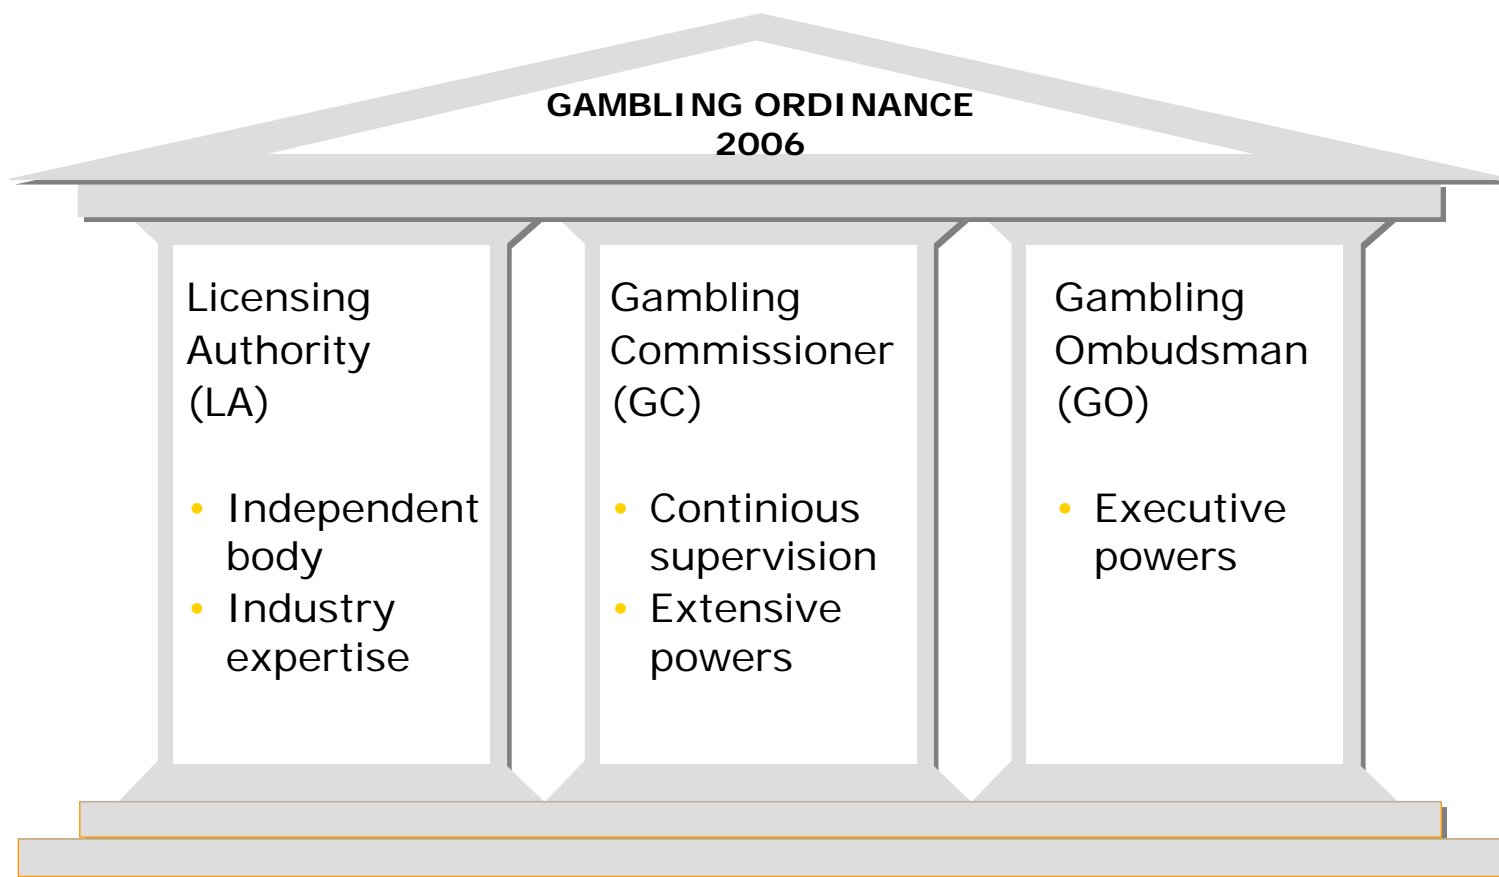 GAMBLING ORDINANCE
2006
Licensing
Authority
(LA)
• Independent
body
• Industry
expertise
Gambling
Commissioner
(GC)
• Continious
supervision
• Extensive
powers
Gambling
Ombudsman
(GO)
• Executive
powers